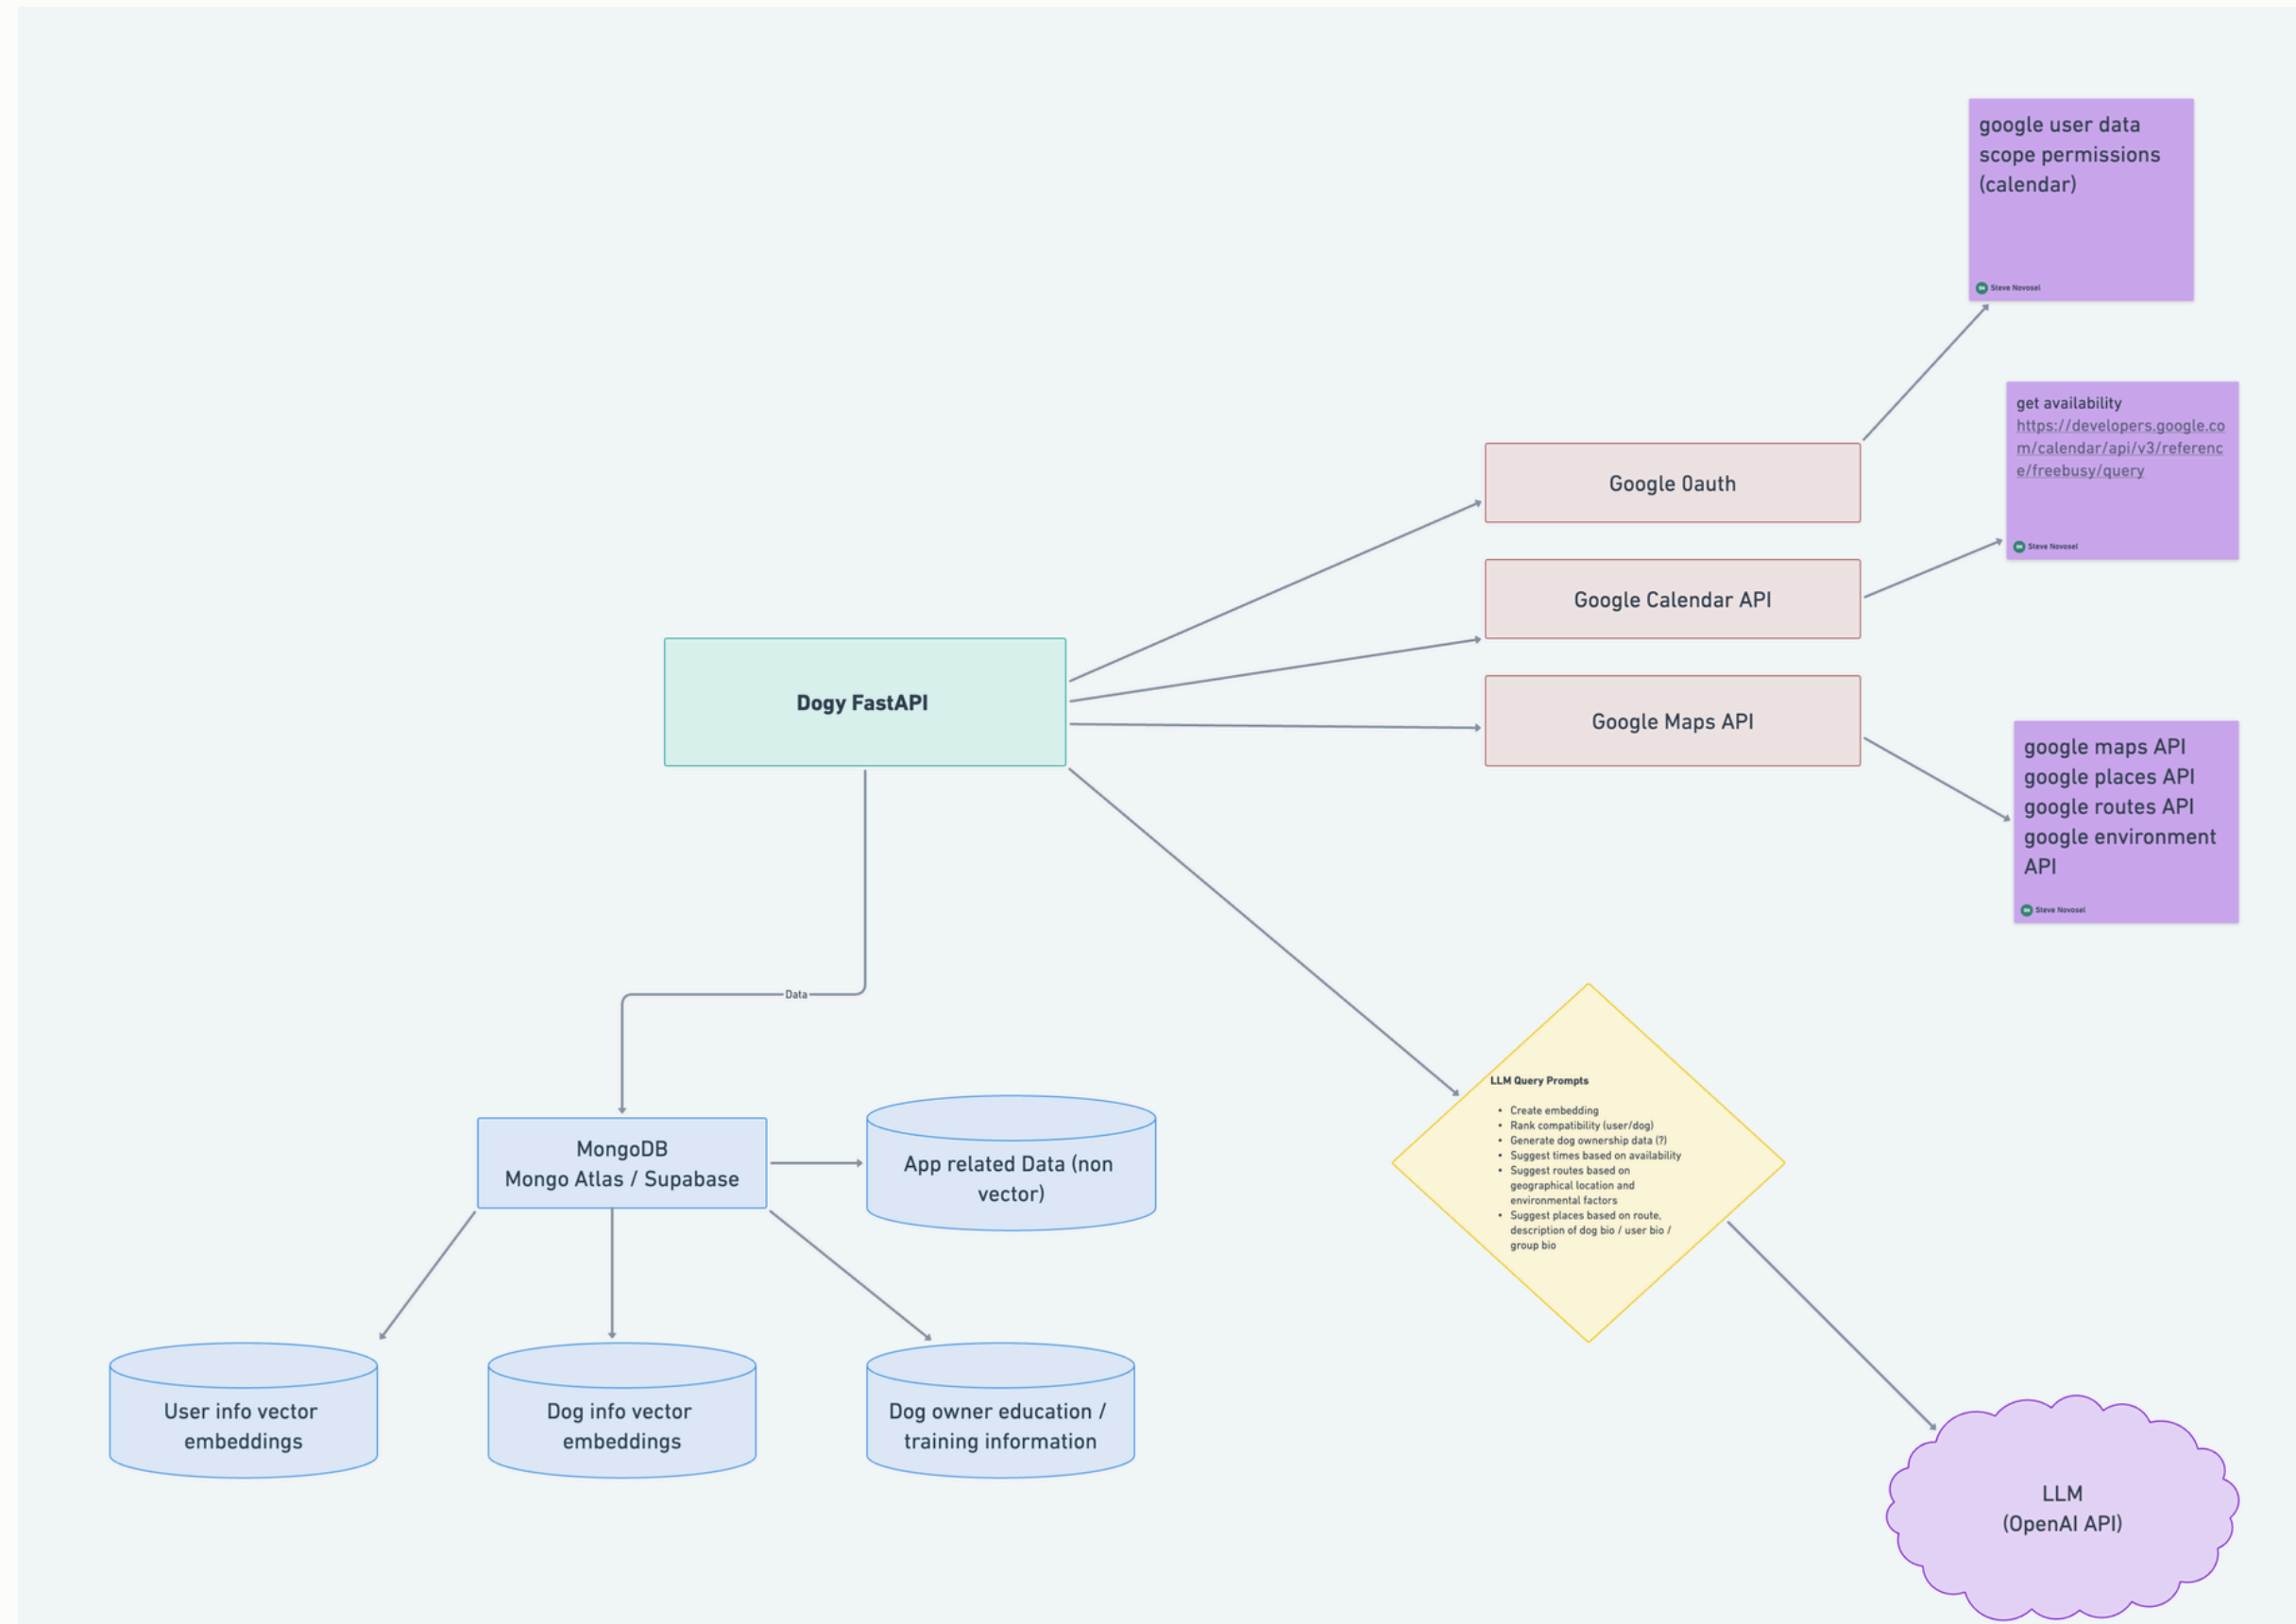 google user data
scope permissions
(calendar)
Steve Novosel
get availability
https://developers.google.co
m/calendar/api/v3/referenc
e/freebusy/query
Steve Novosel
Google 0auth
Google Calendar API
Google Maps API
Dogy FastAPI
google maps API
google places API
google routes API
google environment
API
Steve Novosel
Data
MongoDB
Mongo Atlas / Supabase
App related Data (non
vector)
LLM Query Prompts
• Create embedding
• Rank compatibility (user/dog)
• Generate dog ownership data (?)
• Suggest times based on availability
• Suggest routes based on
geographical location and
environmental factors
• Suggest places based on route,
description of dog bio / user bio /
group bio
User info vector
embeddings
Dog info vector
embeddings
Dog owner education /
training information
LLM
(OpenAI API)